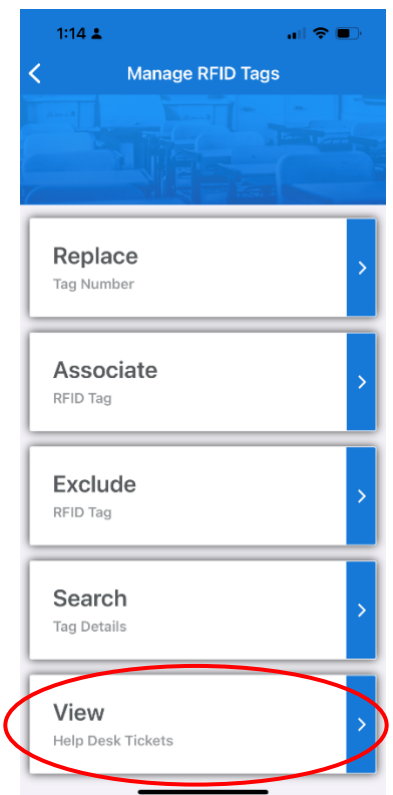 1:14
Manage RFID Tags
Replace
Tag Number
Associate
RFID Tag
Exclude
RFID Tag
Search
Tag Details
View
Help Desk Tickets